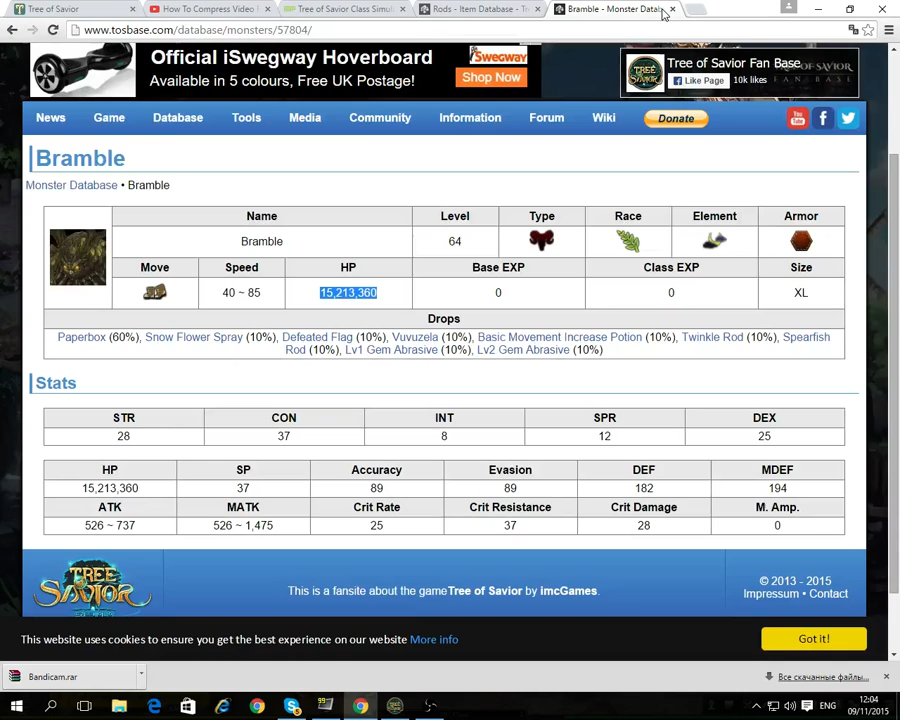 Tree of Savior
How To Compress Video F
Tree of Savior Class Simul
Rods - Item Database - Tr
Bramble - Monster Datab
www.tosbase.com/database/monsters/57804/
Official iSwegway Hoverboard
Available in 5 colours, Free UK Postage!
iSWEGWAY
Shop Now
Tree of Savior Fan Base
Like Page
10k likes
News Game Database Tools Media Community Information Forum Wiki Donate
You Tube
Bramble
Monster Database • Bramble
Name Level Type Race Element Armor
Bramble 64
Move Speed HP Base EXP Class EXP Size
40 ~ 85 15,213,360 0 0 XL
Drops
Paperbox (60%), Snow Flower Spray (10%), Defeated Flag (10%), Vuvuzela (10%), Basic Movement Increase Potion (10%), Twinkle Rod (10%), Spearfish
Rod (10%), Lv1 Gem Abrasive (10%), Lv2 Gem Abrasive (10%)
Stats
STR CON INT SPR DEX
28 37 8 12 25
HP SP Accuracy Evasion DEF MDEF
15,213,360 37 89 89 182 194
ATK MATK Crit Rate Crit Resistance Crit Damage M. Amp.
526 ~ 737 526 ~ 1,475 25 37 28 0
TREE of SAVIOR
This is a fansite about the gameTree of Savior by imcGames.
© 2013 - 2015
Impressum • Contact
This website uses cookies to ensure you get the best experience on our website More info
Got it!
Bandicam.rar
Все скачанные файлы...
ENG
12:04
09/11/2015